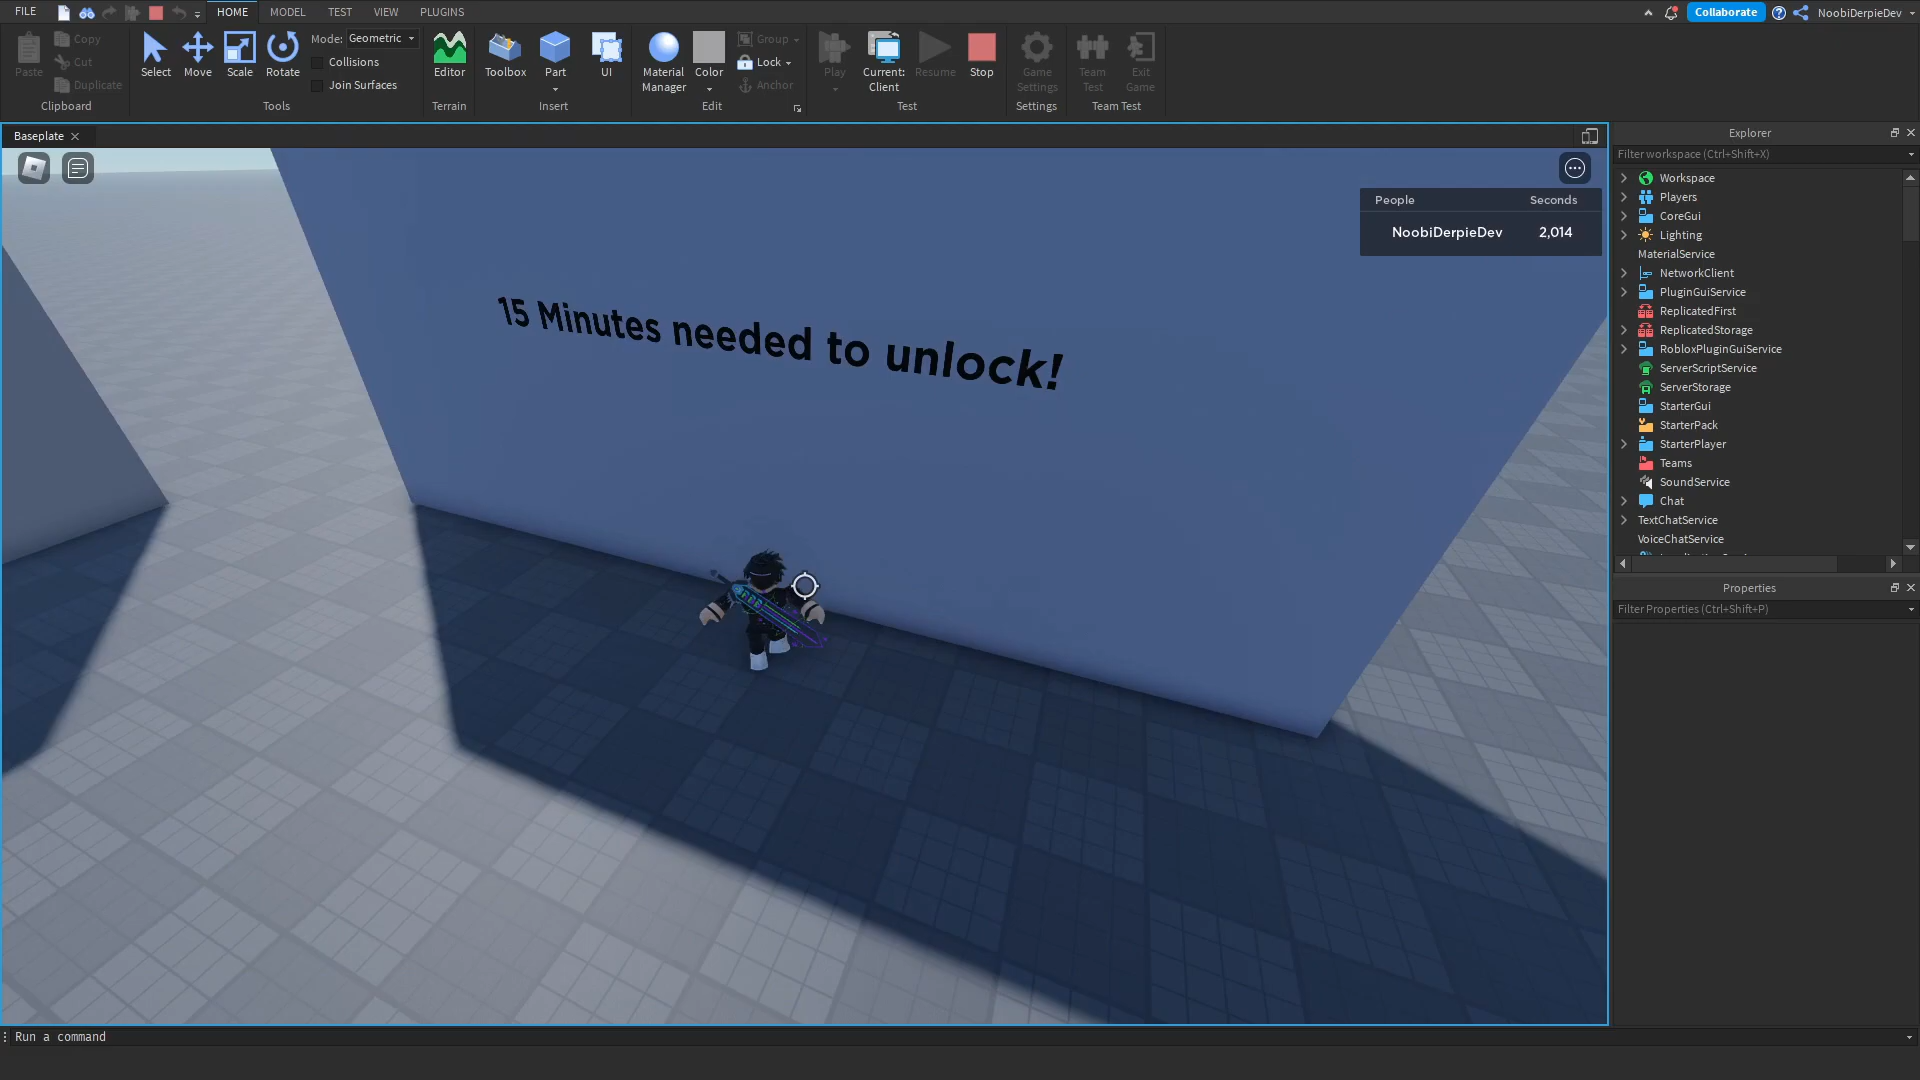 FILE
HOME
MODEL
TEST
VIEW
PLUGINS
Collaborate
NoobiDerpieDev
Paste
Copy
Cut
Duplicate
Clipboard
Select
Move
Scale
Rotate
Mode: Geometric
Collisions
Join Surfaces
Tools
Editor
Terrain
Toolbox
Part
UI
Insert
Material
Manager
Color
Group
Lock
Anchor
Edit
Play
Current:
Client
Resume
Stop
Test
Game
Settings
Settings
Team
Test
Exit
Game
Team Test
Baseplate
People Seconds
NoobiDerpieDev 2,014
15 Minutes needed to unlock!
Explorer
Filter workspace (Ctrl+Shift+X)
Workspace
Players
CoreGui
Lighting
MaterialService
NetworkClient
PluginGuiService
ReplicatedFirst
ReplicatedStorage
RobloxPluginGuiService
ServerScriptService
ServerStorage
StarterGui
StarterPack
StarterPlayer
Teams
SoundService
Chat
TextChatService
VoiceChatService
Properties
Filter Properties (Ctrl+Shift+P)
Run a command